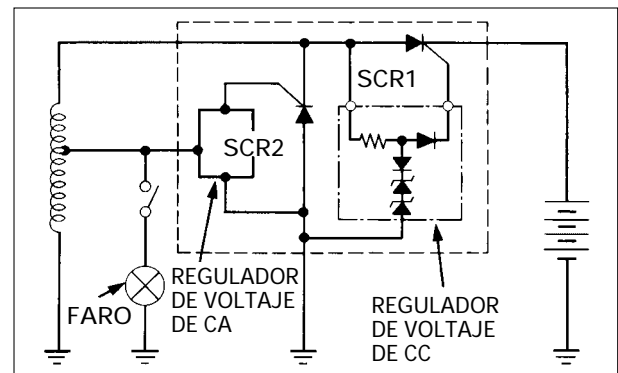 SCR1
SCR2
FARO
REGULADOR
DE VOLTAJE
DE CA
REGULADOR
DE VOLTAJE
DE CC